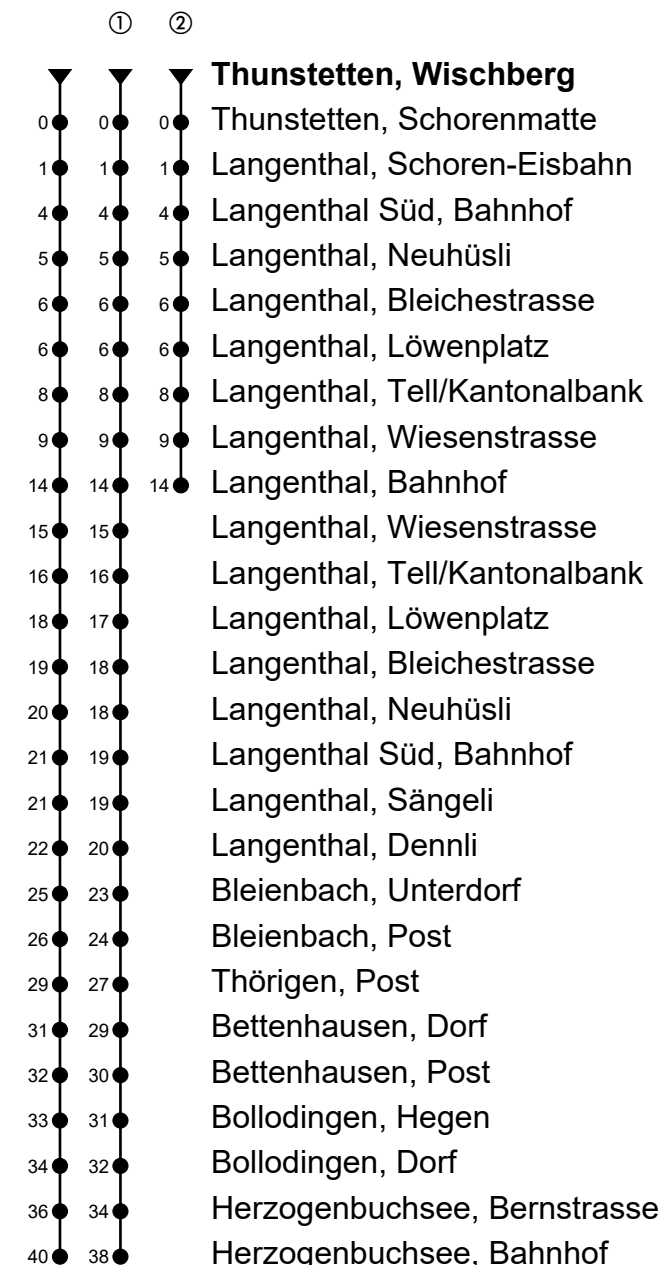 ① ②
Thunstetten, Wischberg
0 0 0 Thunstetten, Schorenmatte
1 1 1 Langenthal, Schoren-Eisbahn
4 4 4 Langenthal Süd, Bahnhof
5 5 5 Langenthal, Neuhüsli
6 6 6 Langenthal, Bleichestrasse
6 6 6 Langenthal, Löwenplatz
8 8 8 Langenthal, Tell/Kantonalbank
9 9 9 Langenthal, Wiesenstrasse
14 14 14 Langenthal, Bahnhof
15 15 Langenthal, Wiesenstrasse
16 16 Langenthal, Tell/Kantonalbank
18 17 Langenthal, Löwenplatz
19 18 Langenthal, Bleichestrasse
20 18 Langenthal, Neuhüsli
21 19 Langenthal Süd, Bahnhof
21 19 Langenthal, Sängeli
22 20 Langenthal, Dennli
25 23 Bleienbach, Unterdorf
26 24 Bleienbach, Post
29 27 Thörigen, Post
31 29 Bettenhausen, Dorf
32 30 Bettenhausen, Post
33 31 Bollodingen, Hegen
34 32 Bollodingen, Dorf
36 34 Herzogenbuchsee, Bernstrasse
40 38 Herzogenbuchsee, Bahnhof